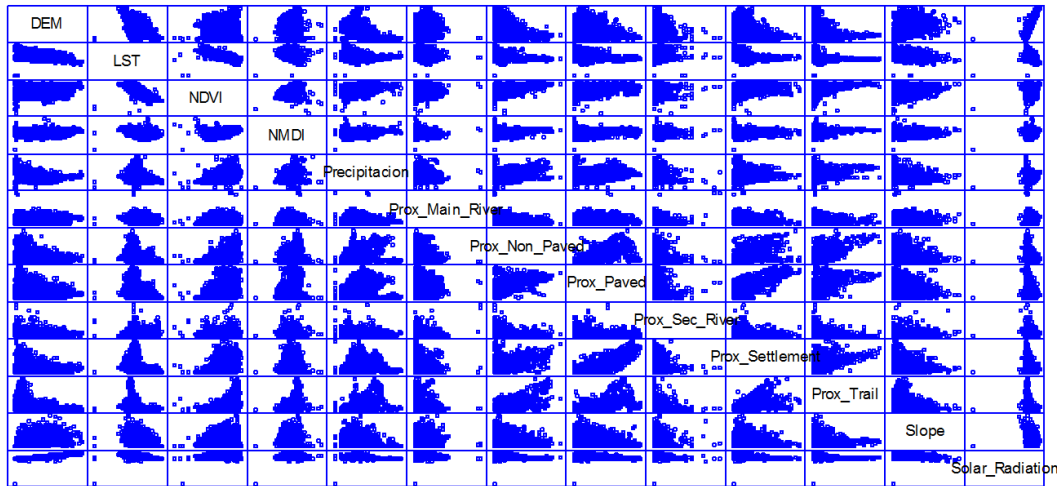 DEM
LST
NDVI
NMDI
Precipitacion
Prox_Main_River
Prox_Non_Paved
Prox_Paved
Prox_Sec_River
Prox_Settlement
Prox_Trail
Slope
Solar_Radiation